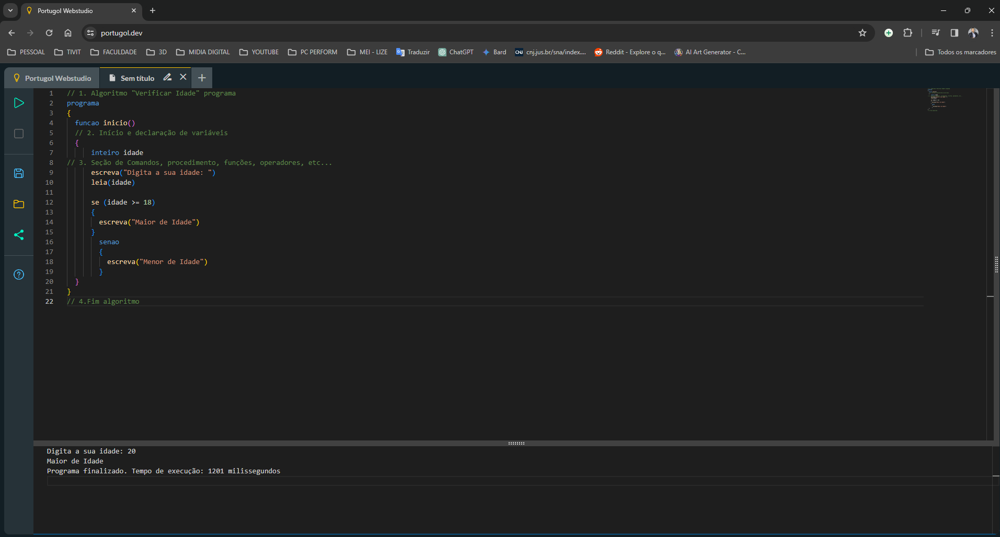 Portugol Webstudio
portugol.dev
PESSOAL TIVIT FACULDADE 3D MIDIA DIGITAL YOUTUBE PC PERFORM MEI - LIZE Traduzir ChatGPT Bard cnj.jus.br/sna/index.... Reddit - Explore o q... AI Art Generator - C... Todos os marcadores
Portugol Webstudio Sem título
1 // 1. Algoritmo "Verificar Idade" programa
2 programa
3 {
4 funcao inicio()
5 // 2. Início e declaração de variáveis
6 {
7 inteiro idade
8 // 3. Seção de Comandos, procedimento, funções, operadores, etc...
9 escreva("Digita a sua idade: ")
10 leia(idade)
11
12 se (idade >= 18)
13 {
14 escreva("Maior de Idade")
15 }
16 senao
17 {
18 escreva("Menor de Idade")
19 }
20 }
21 }
22 // 4.Fim algoritmo
Digita a sua idade: 20
Maior de Idade
Programa finalizado. Tempo de execução: 1201 milissegundos